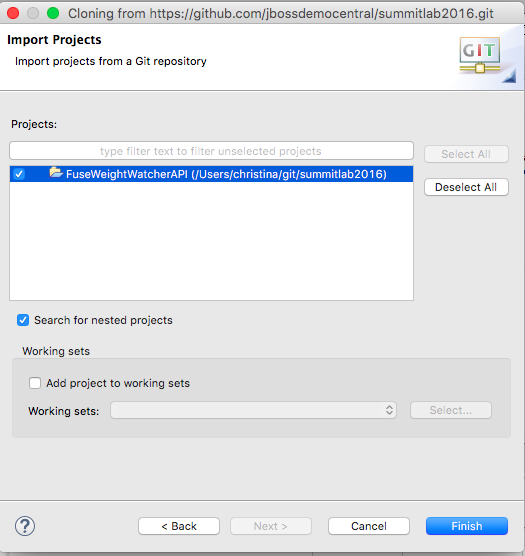 Cloning from https://github.com/jbossdemocentral/summitlab2016.git
Import Projects
Import projects from a Git repository
GIT
Projects:
type filter text to filter unselected projects
Select All
FuseWeightWatcherAPI (/Users/christina/git/summitlab2016)
Deselect All
Search for nested projects
Working sets
Add project to working sets
Working sets:
Select...
?
< Back
Next >
Cancel
Finish